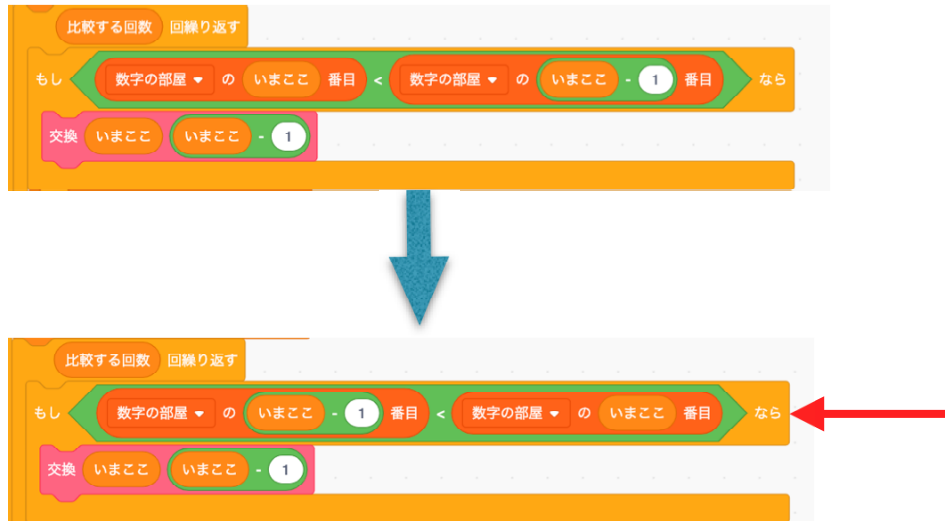 比較する回数 回繰り返す
もし 数字の部屋 の いまここ 番目 < 数字の部屋 の いまここ - 1 番目 なら
交換 いまここ いまここ - 1
比較する回数 回繰り返す
もし 数字の部屋 の いまここ - 1 番目 < 数字の部屋 の いまここ 番目 なら
交換 いまここ いまここ - 1